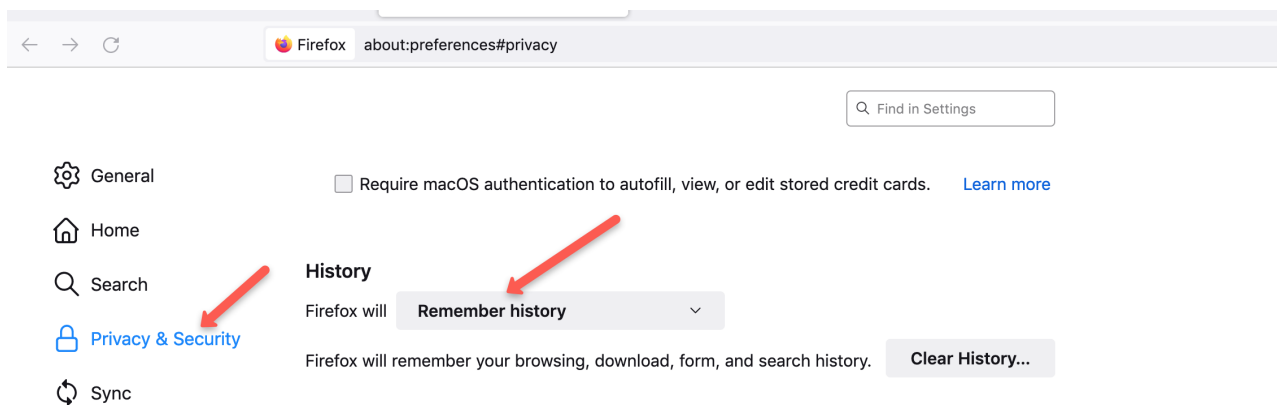 Firefox about:preferences#privacy
Find in Settings
General
Require macOS authentication to autofill, view, or edit stored credit cards. Learn more
Home
History
Search
Firefox will Remember history
Privacy & Security
Firefox will remember your browsing, download, form, and search history. Clear History...
Sync